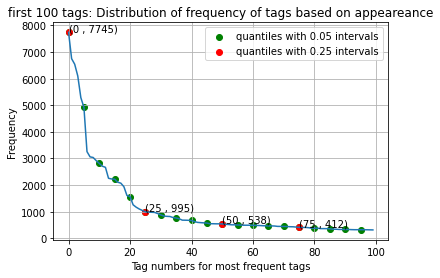 first 100 tags: Distribution of frequency of tags based on appeareance
8000
7000
6000
5000
4000
3000
2000
1000
0
Frequency
(0 , 7745)
quantiles with 0.05 intervals
quantiles with 0.25 intervals
(25 , 995)
(50 , 538)
(75 , 412)
0 20 40 60 80 100
Tag numbers for most frequent tags